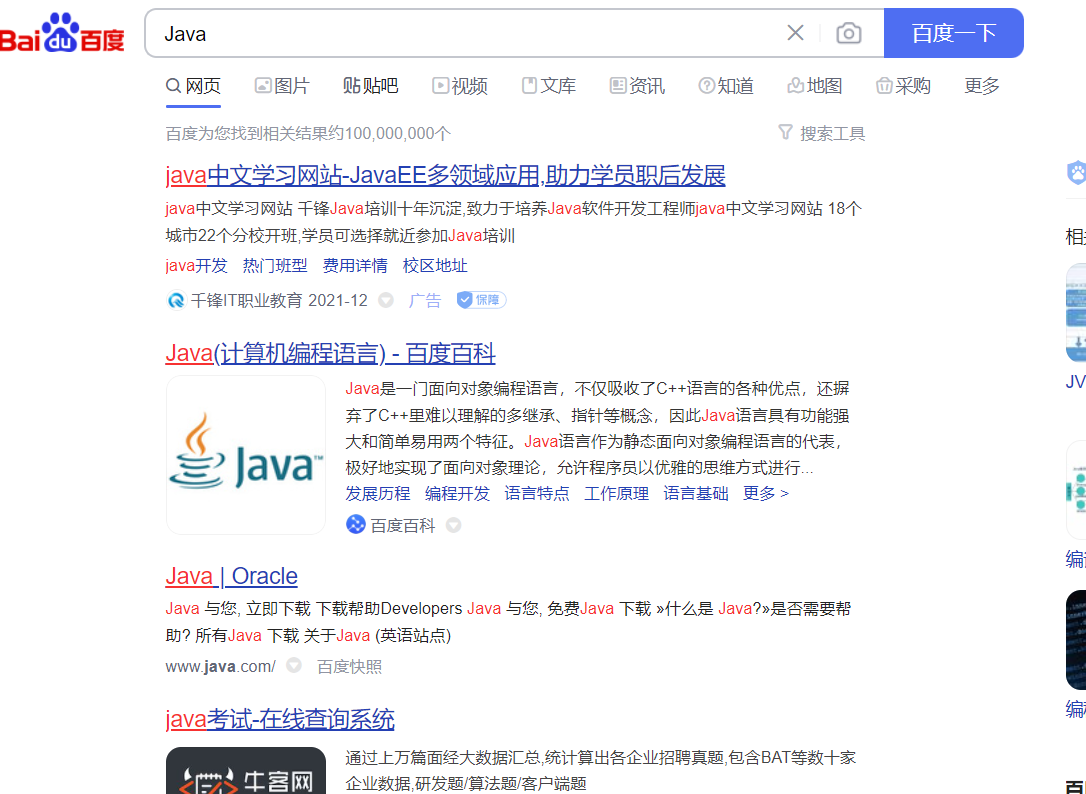 Bai du 百度
Java
百度一下
网页 图片 贴吧 视频 文库 资讯 知道 地图 采购 更多
百度为您找到相关结果约100,000,000个
搜索工具
java中文学习网站-JavaEE多领域应用,助力学员职后发展
java中文学习网站 千锋Java培训十年沉淀,致力于培养Java软件开发工程师java中文学习网站 18个
城市22个分校开班,学员可选择就近参加Java培训
java开发 热门班型 费用详情 校区地址
千锋IT职业教育 2021-12 广告 保障
Java(计算机编程语言) - 百度百科
Java™
Java是一门面向对象编程语言，不仅吸收了C++语言的各种优点，还摒
弃了C++里难以理解的多继承、指针等概念，因此Java语言具有功能强
大和简单易用两个特征。Java语言作为静态面向对象编程语言的代表，
极好地实现了面向对象理论，允许程序员以优雅的思维方式进行...
发展历程 编程开发 语言特点 工作原理 语言基础 更多 >
百度百科
Java | Oracle
Java 与您, 立即下载 下载帮助Developers Java 与您, 免费Java 下载 »什么是 Java?»是否需要帮
助? 所有Java 下载 关于Java (英语站点)
www.java.com/ 百度快照
java考试-在线查询系统
牛客网
通过上万篇面经大数据汇总,统计算出各企业招聘真题,包含BAT等数十家
企业数据,研发题/算法题/客户端题
JV
编
编
百